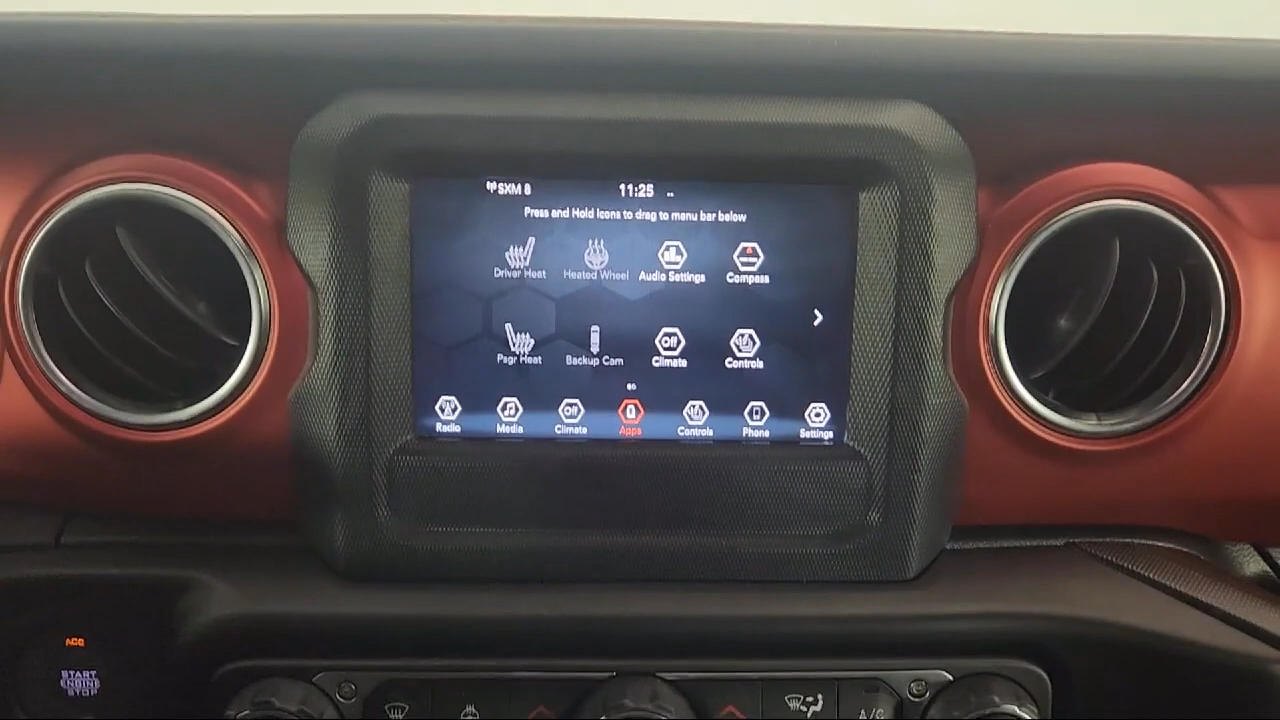 SXM 8
11:25
Press and Hold Icons to drag to menu bar below
Driver Heat
Heated Wheel
Audio Settings
Compass
Psgr Heat
Backup Cam
Off
Climate
Controls
Radio
Media
Off
Climate
Apps
Controls
Phone
Settings
ACC
START
ENGINE
STOP
A/C